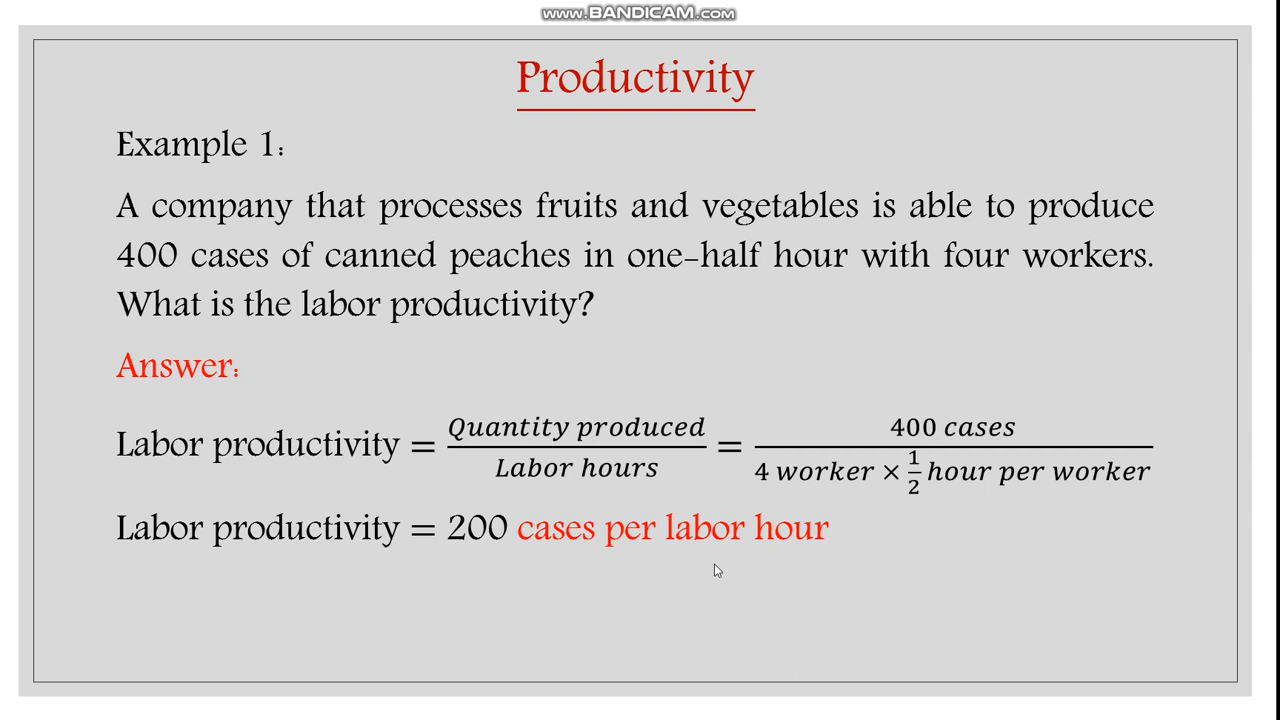 www.BANDICAM.com
Productivity
Example 1:
A company that processes fruits and vegetables is able to produce
400 cases of canned peaches in one-half hour with four workers.
What is the labor productivity?
Answer:
Labor productivity = Quantity produced / Labor hours = 400 cases / 4 worker × 1/2 hour per worker
Labor productivity = 200 cases per labor hour